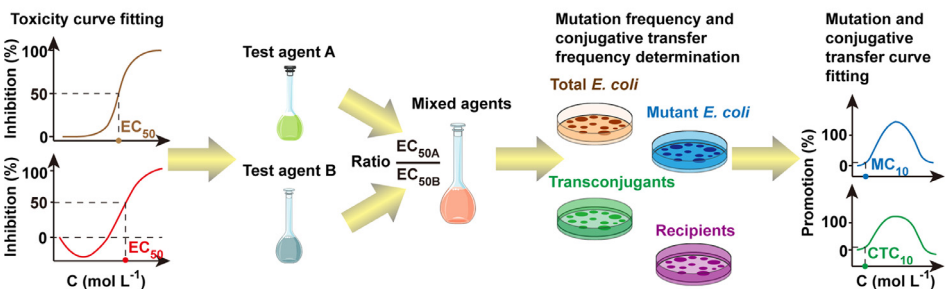 Toxicity curve fitting
Inhibition (%)
100
50
0
EC50
Inhibition (%)
100
50
0
EC50
C (mol L-1)
Test agent A
Test agent B
Mixed agents
Ratio EC50A
EC50B
Mutation frequency and
conjugative transfer
frequency determination
Total E. coli
Mutant E. coli
Transconjugants
Recipients
Mutation and
conjugative
transfer curve
fitting
Promotion (%)
100
0
MC10
100
0
CTC10
C (mol L-1)